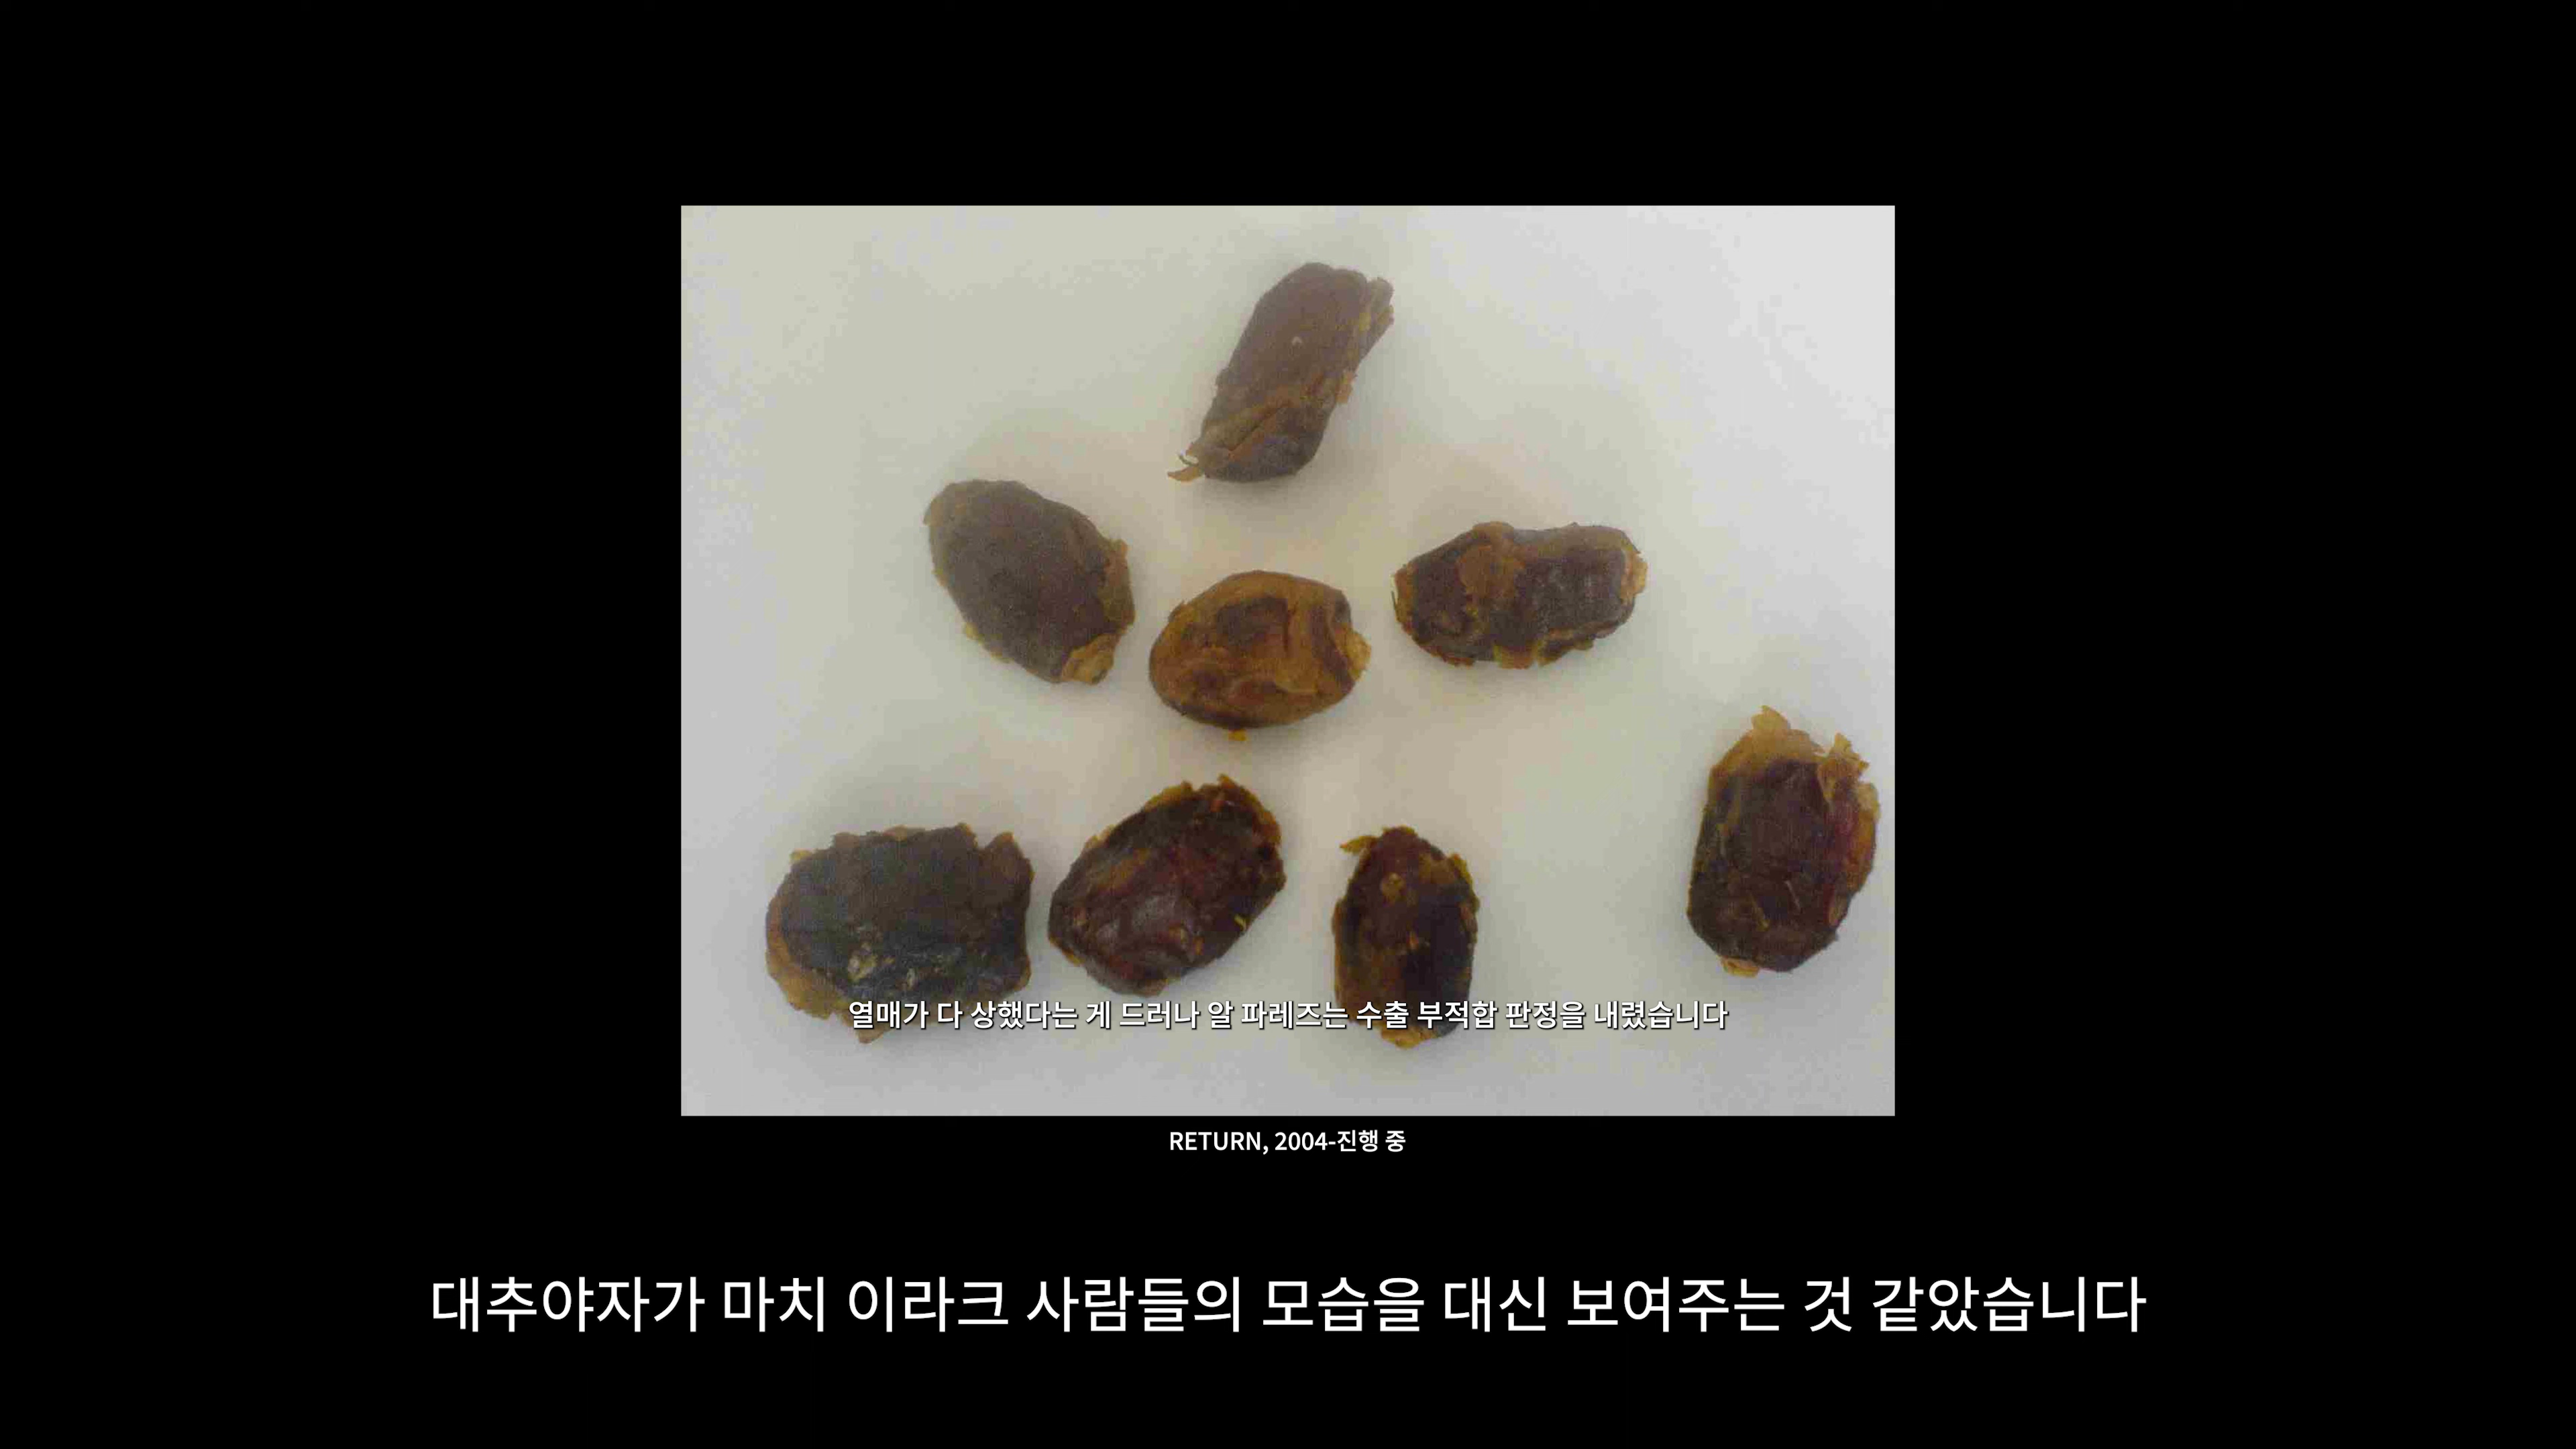 열매가 다 상했다는 게 드러나 알 파레즈는 수출 부적합 판정을 내렸습니다
RETURN, 2004-진행 중
대추야자가 마치 이라크 사람들의 모습을 대신 보여주는 것 같았습니다